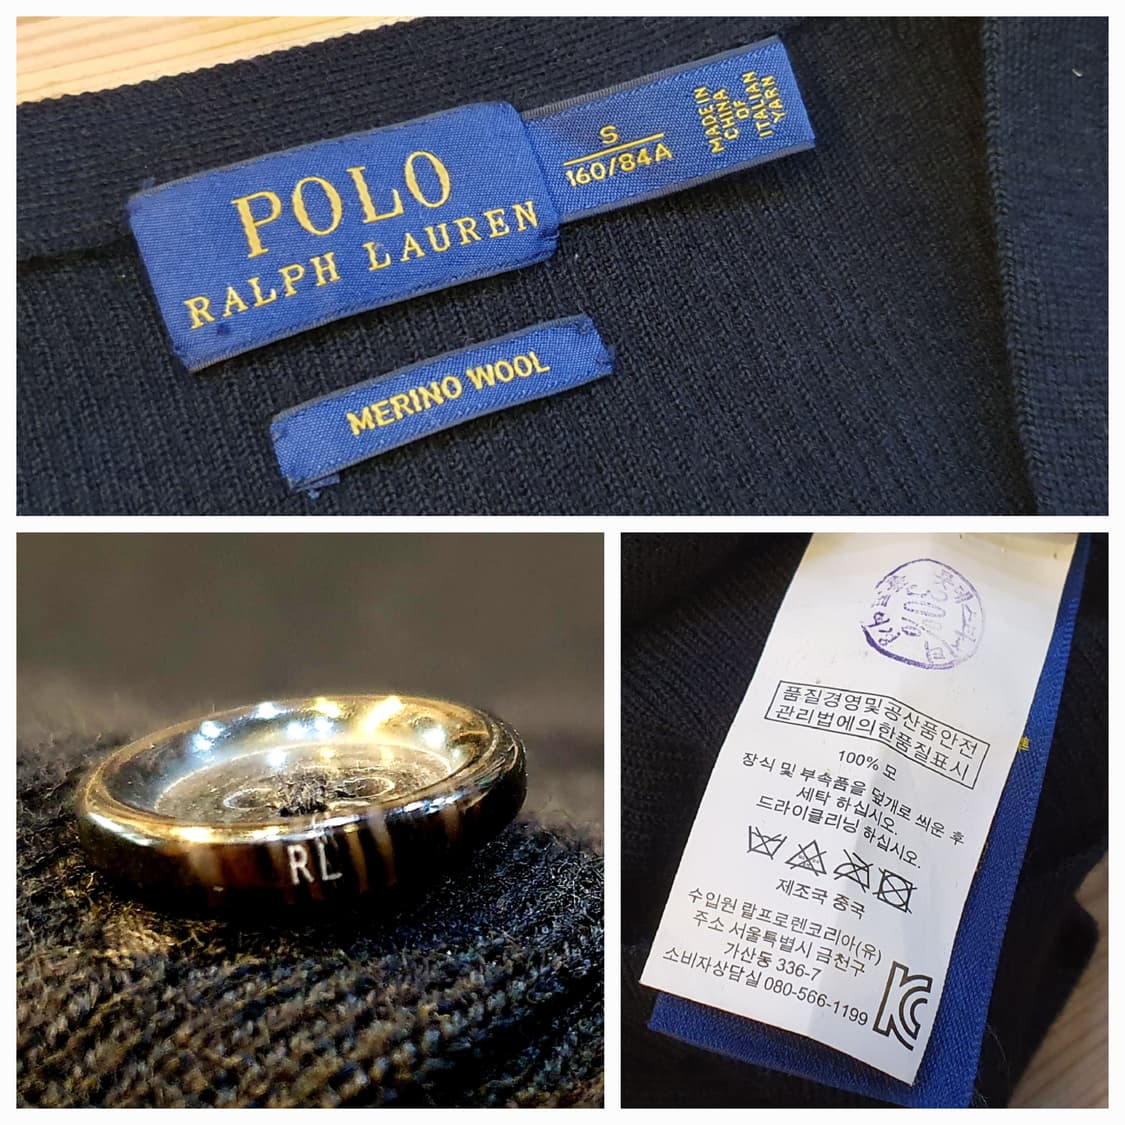 POLO
RALPH LAUREN
S
160/84A
MADE IN
CHINA
OF
ITALIAN
YARN
MERINO WOOL
RL
품질경영및공산품안전
관리법에의한품질표시
100% 모
장식 및 부속품을 덮개로 씌운 후
세탁 하십시오.
드라이클리닝 하십시오.
제조국 중국
수입원 랄프로렌코리아(유)
주소 서울특별시 금천구
가산동 336-7
소비자상담실 080-566-1199